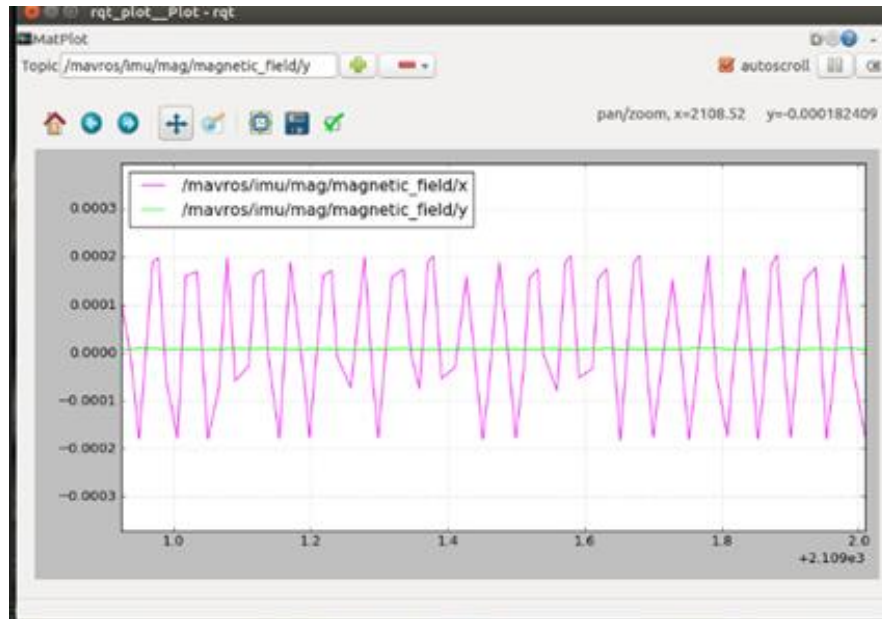 rqt_plot__Plot - rqt
MatPlot
D
Topic /mavros/imu/mag/magnetic_field/y
autoscroll
pan/zoom, x=2108.52 y=-0.000182409
/mavros/imu/mag/magnetic_field/x
/mavros/imu/mag/magnetic_field/y
0.0003
0.0002
0.0001
0.0000
−0.0001
−0.0002
−0.0003
1.0 1.2 1.4 1.6 1.8 2.0
+2.109e3